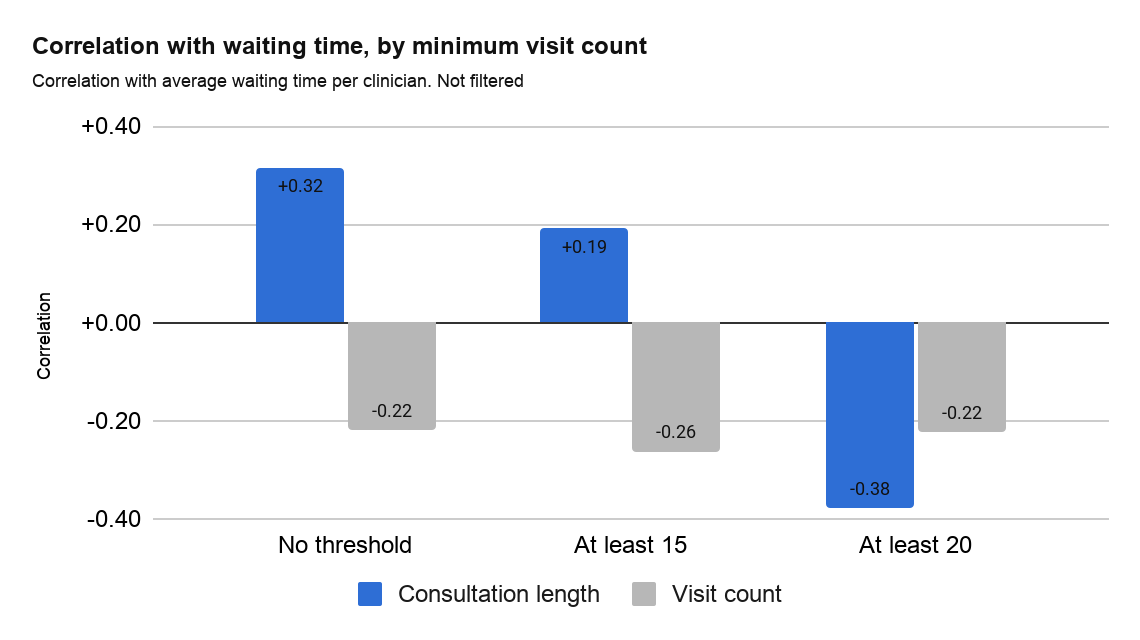 Correlation with waiting time, by minimum visit count
Correlation with average waiting time per clinician. Not filtered
Correlation
+0.40
+0.20
+0.00
-0.20
-0.40
+0.32
-0.22
+0.19
-0.26
-0.38
-0.22
No threshold
At least 15
At least 20
Consultation length
Visit count